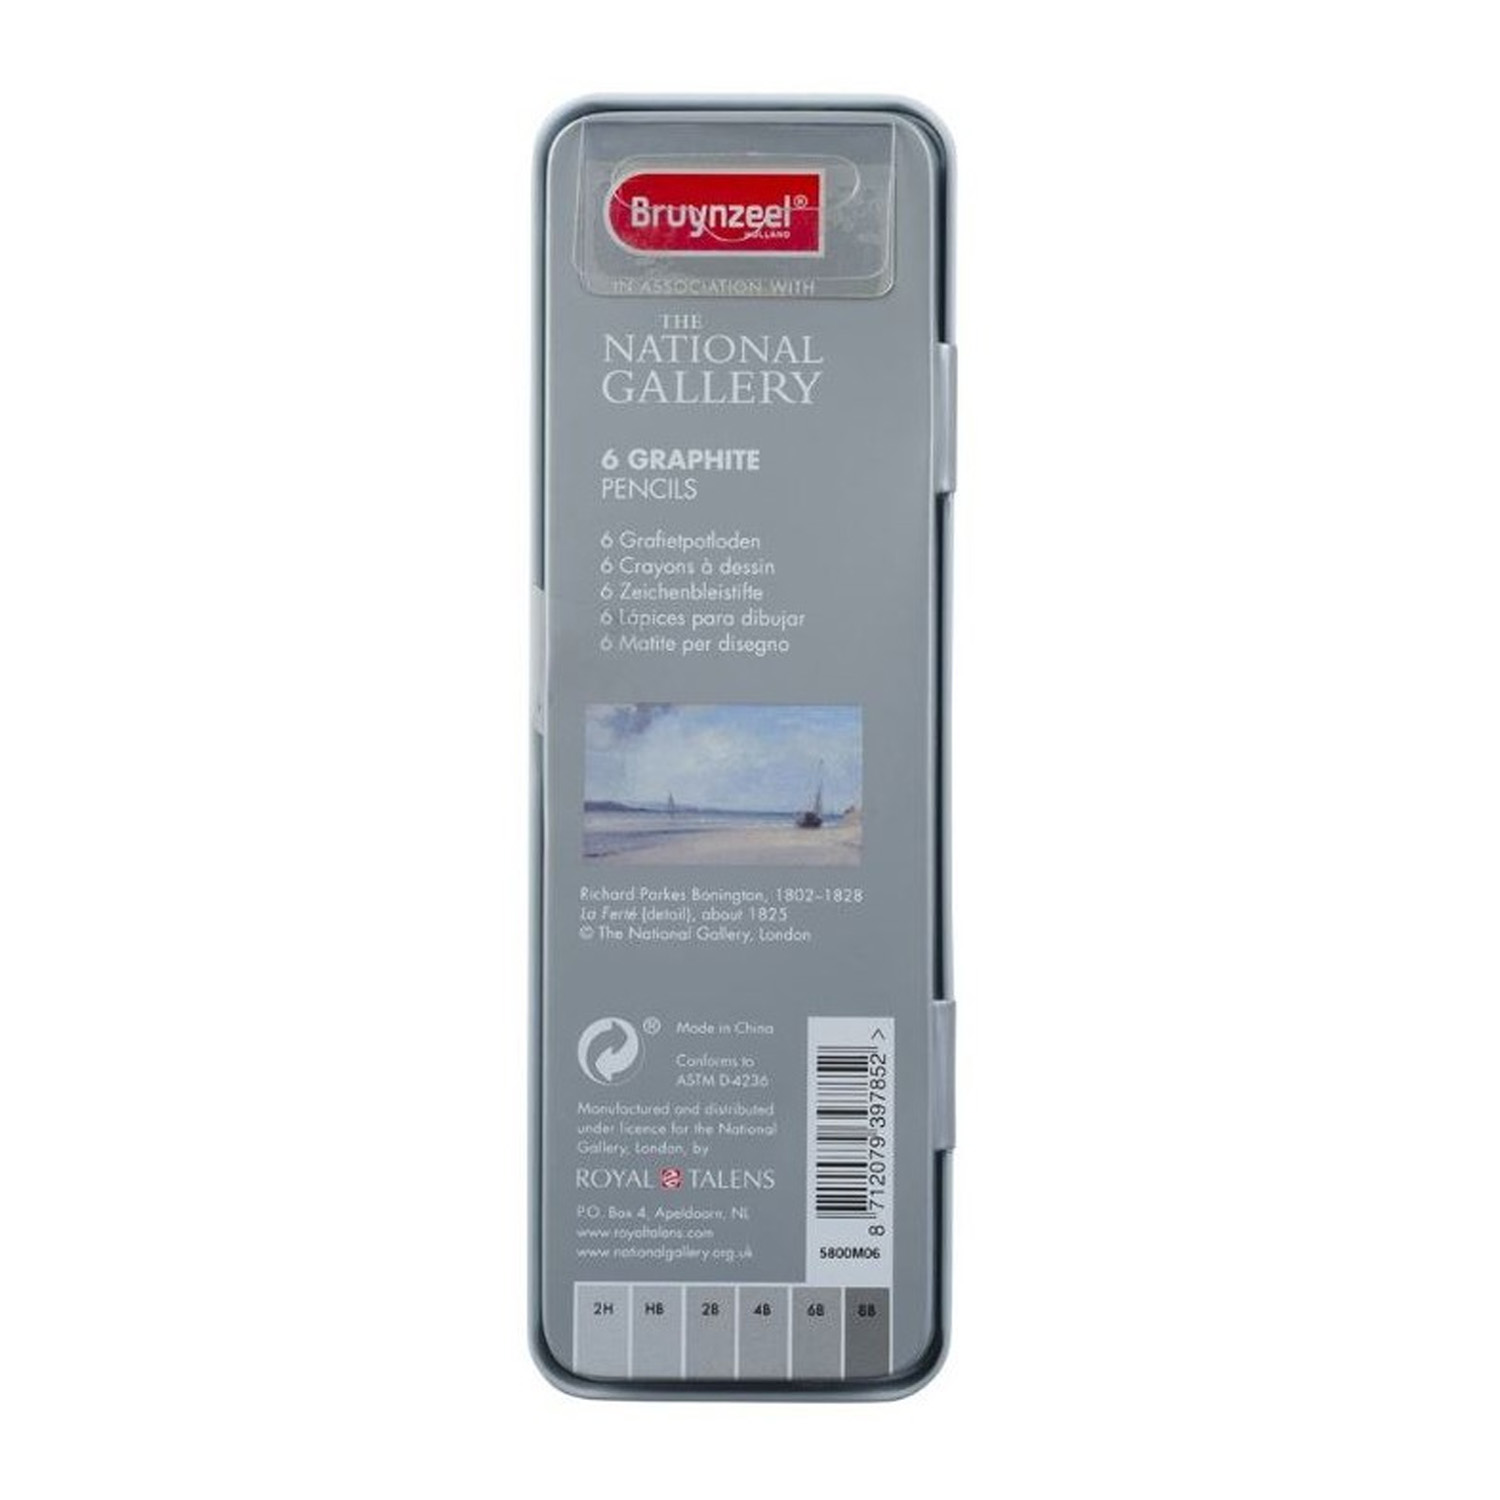 Bruynzeel®
HOLLAND
IN ASSOCIATION WITH
THE
NATIONAL
GALLERY
6 GRAPHITE
PENCILS
6 Grafietpotloden
6 Crayons à dessin
6 Zeichenbleistifte
6 Lápices para dibujar
6 Matite per disegno
Richard Parkes Bonington, 1802–1828
La Ferté (detail), about 1825
© The National Gallery, London
®
Made in China
Conforms to
ASTM D-4236
Manufactured and distributed
under licence for the National
Gallery, London, by
ROYAL TALENS
P.O. Box 4, Apeldoorn, NL
www.royaltalens.com
www.nationalgallery.org.uk
8 712079 397852 >
5800M06
2H HB 2B 4B 6B 8B